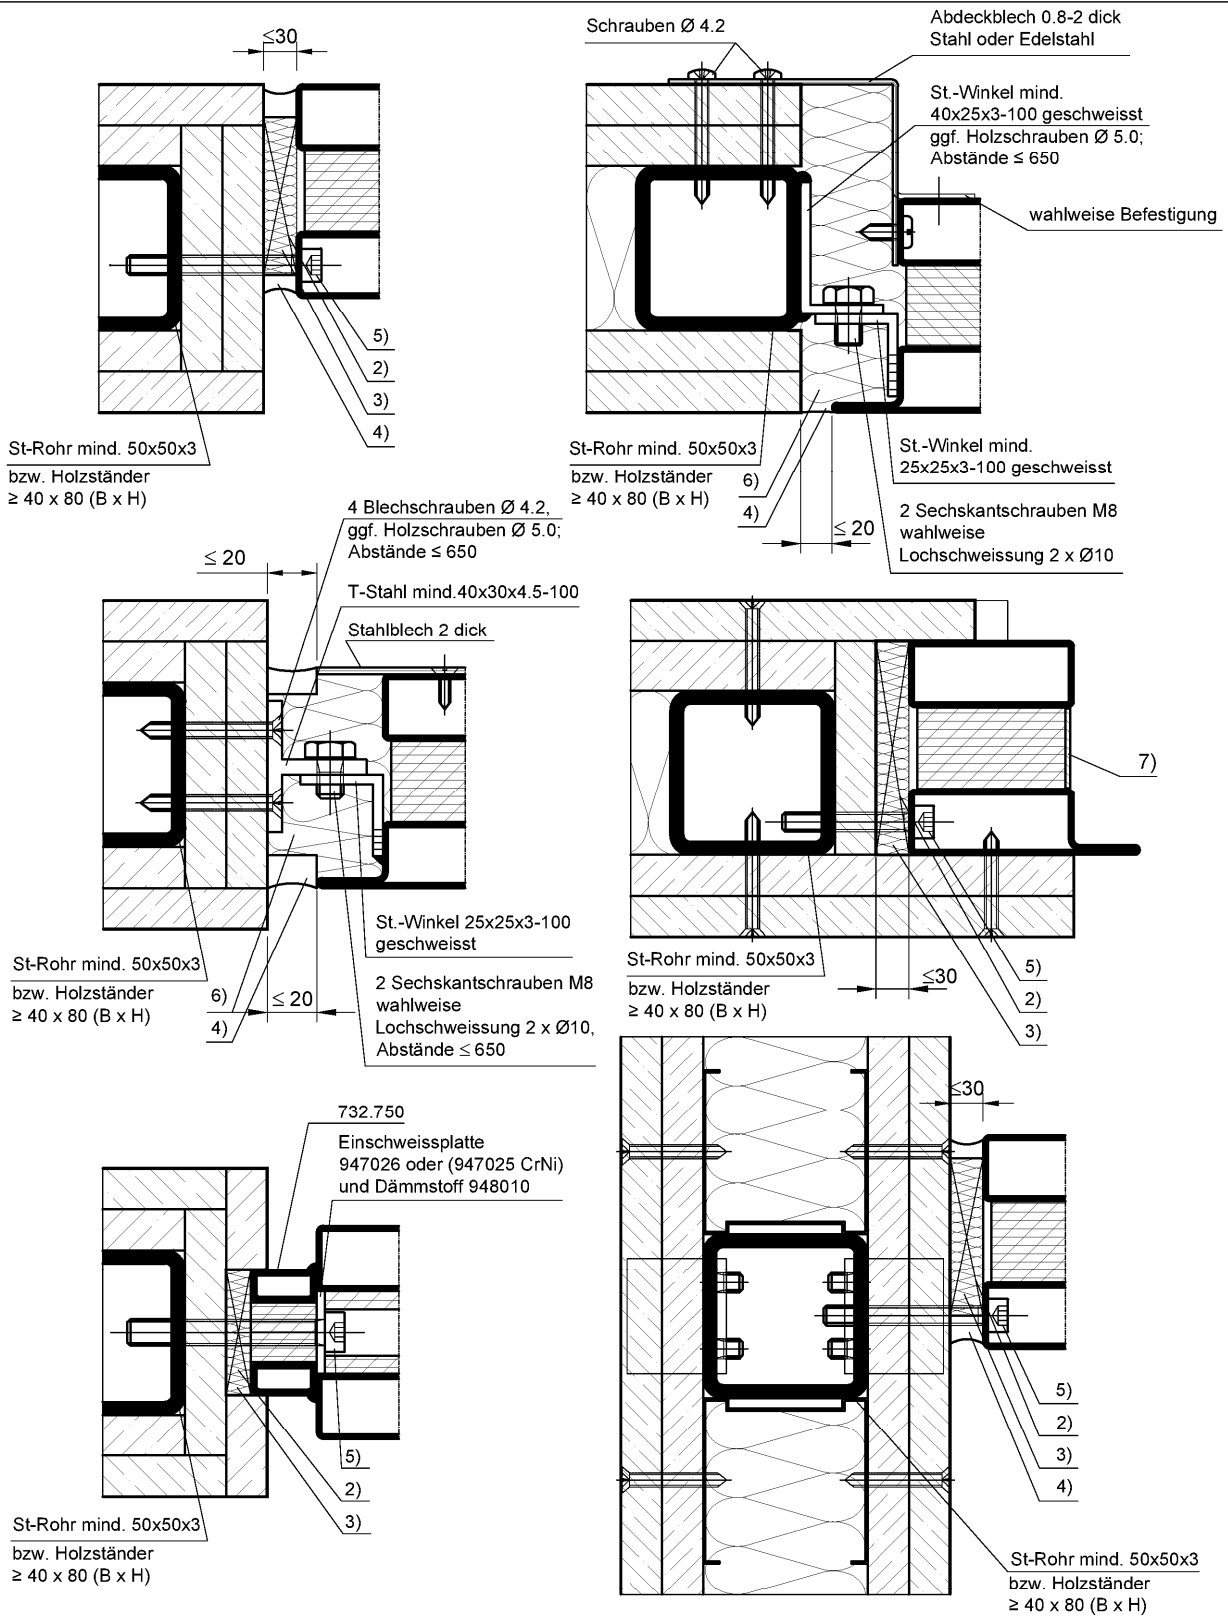 ≤30
5)
2)
3)
4)
St-Rohr mind. 50x50x3
bzw. Holzständer
≥ 40 x 80 (B x H)
Schrauben Ø 4.2
Abdeckblech 0.8-2 dick
Stahl oder Edelstahl
St.-Winkel mind.
40x25x3-100 geschweisst
ggf. Holzschrauben Ø 5.0;
Abstände ≤ 650
wahlweise Befestigung
St-Rohr mind. 50x50x3
bzw. Holzständer
≥ 40 x 80 (B x H)
6)
4)
≤ 20
St.-Winkel mind.
25x25x3-100 geschweisst
2 Sechskantschrauben M8
wahlweise
Lochschweissung 2 x Ø10
4 Blechschrauben Ø 4.2,
ggf. Holzschrauben Ø 5.0;
Abstände ≤ 650
≤ 20
T-Stahl mind.40x30x4.5-100
Stahlblech 2 dick
St.-Winkel 25x25x3-100
geschweisst
2 Sechskantschrauben M8
wahlweise
Lochschweissung 2 x Ø10,
Abstände ≤ 650
St-Rohr mind. 50x50x3
bzw. Holzständer
≥ 40 x 80 (B x H)
6)
4)
≤ 20
7)
St-Rohr mind. 50x50x3
bzw. Holzständer
≥ 40 x 80 (B x H)
≤30
5)
2)
3)
732.750
Einschweissplatte
947026 oder (947025 CrNi)
und Dämmstoff 948010
5)
2)
3)
St-Rohr mind. 50x50x3
bzw. Holzständer
≥ 40 x 80 (B x H)
≤30
5)
2)
3)
4)
St-Rohr mind. 50x50x3
bzw. Holzständer
≥ 40 x 80 (B x H)